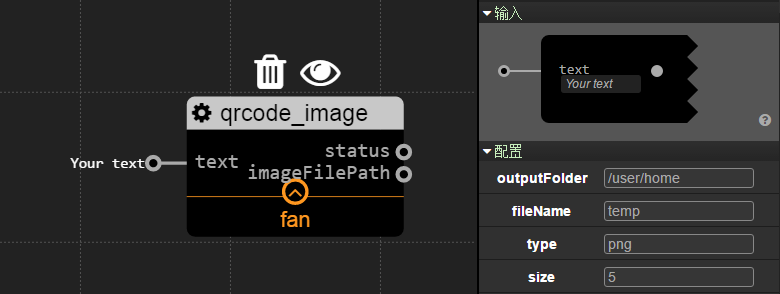 qrcode_image
Your text
text
status
imageFilePath
fan
输入
text
Your text
?
配置
outputFolder /user/home
fileName temp
type png
size 5